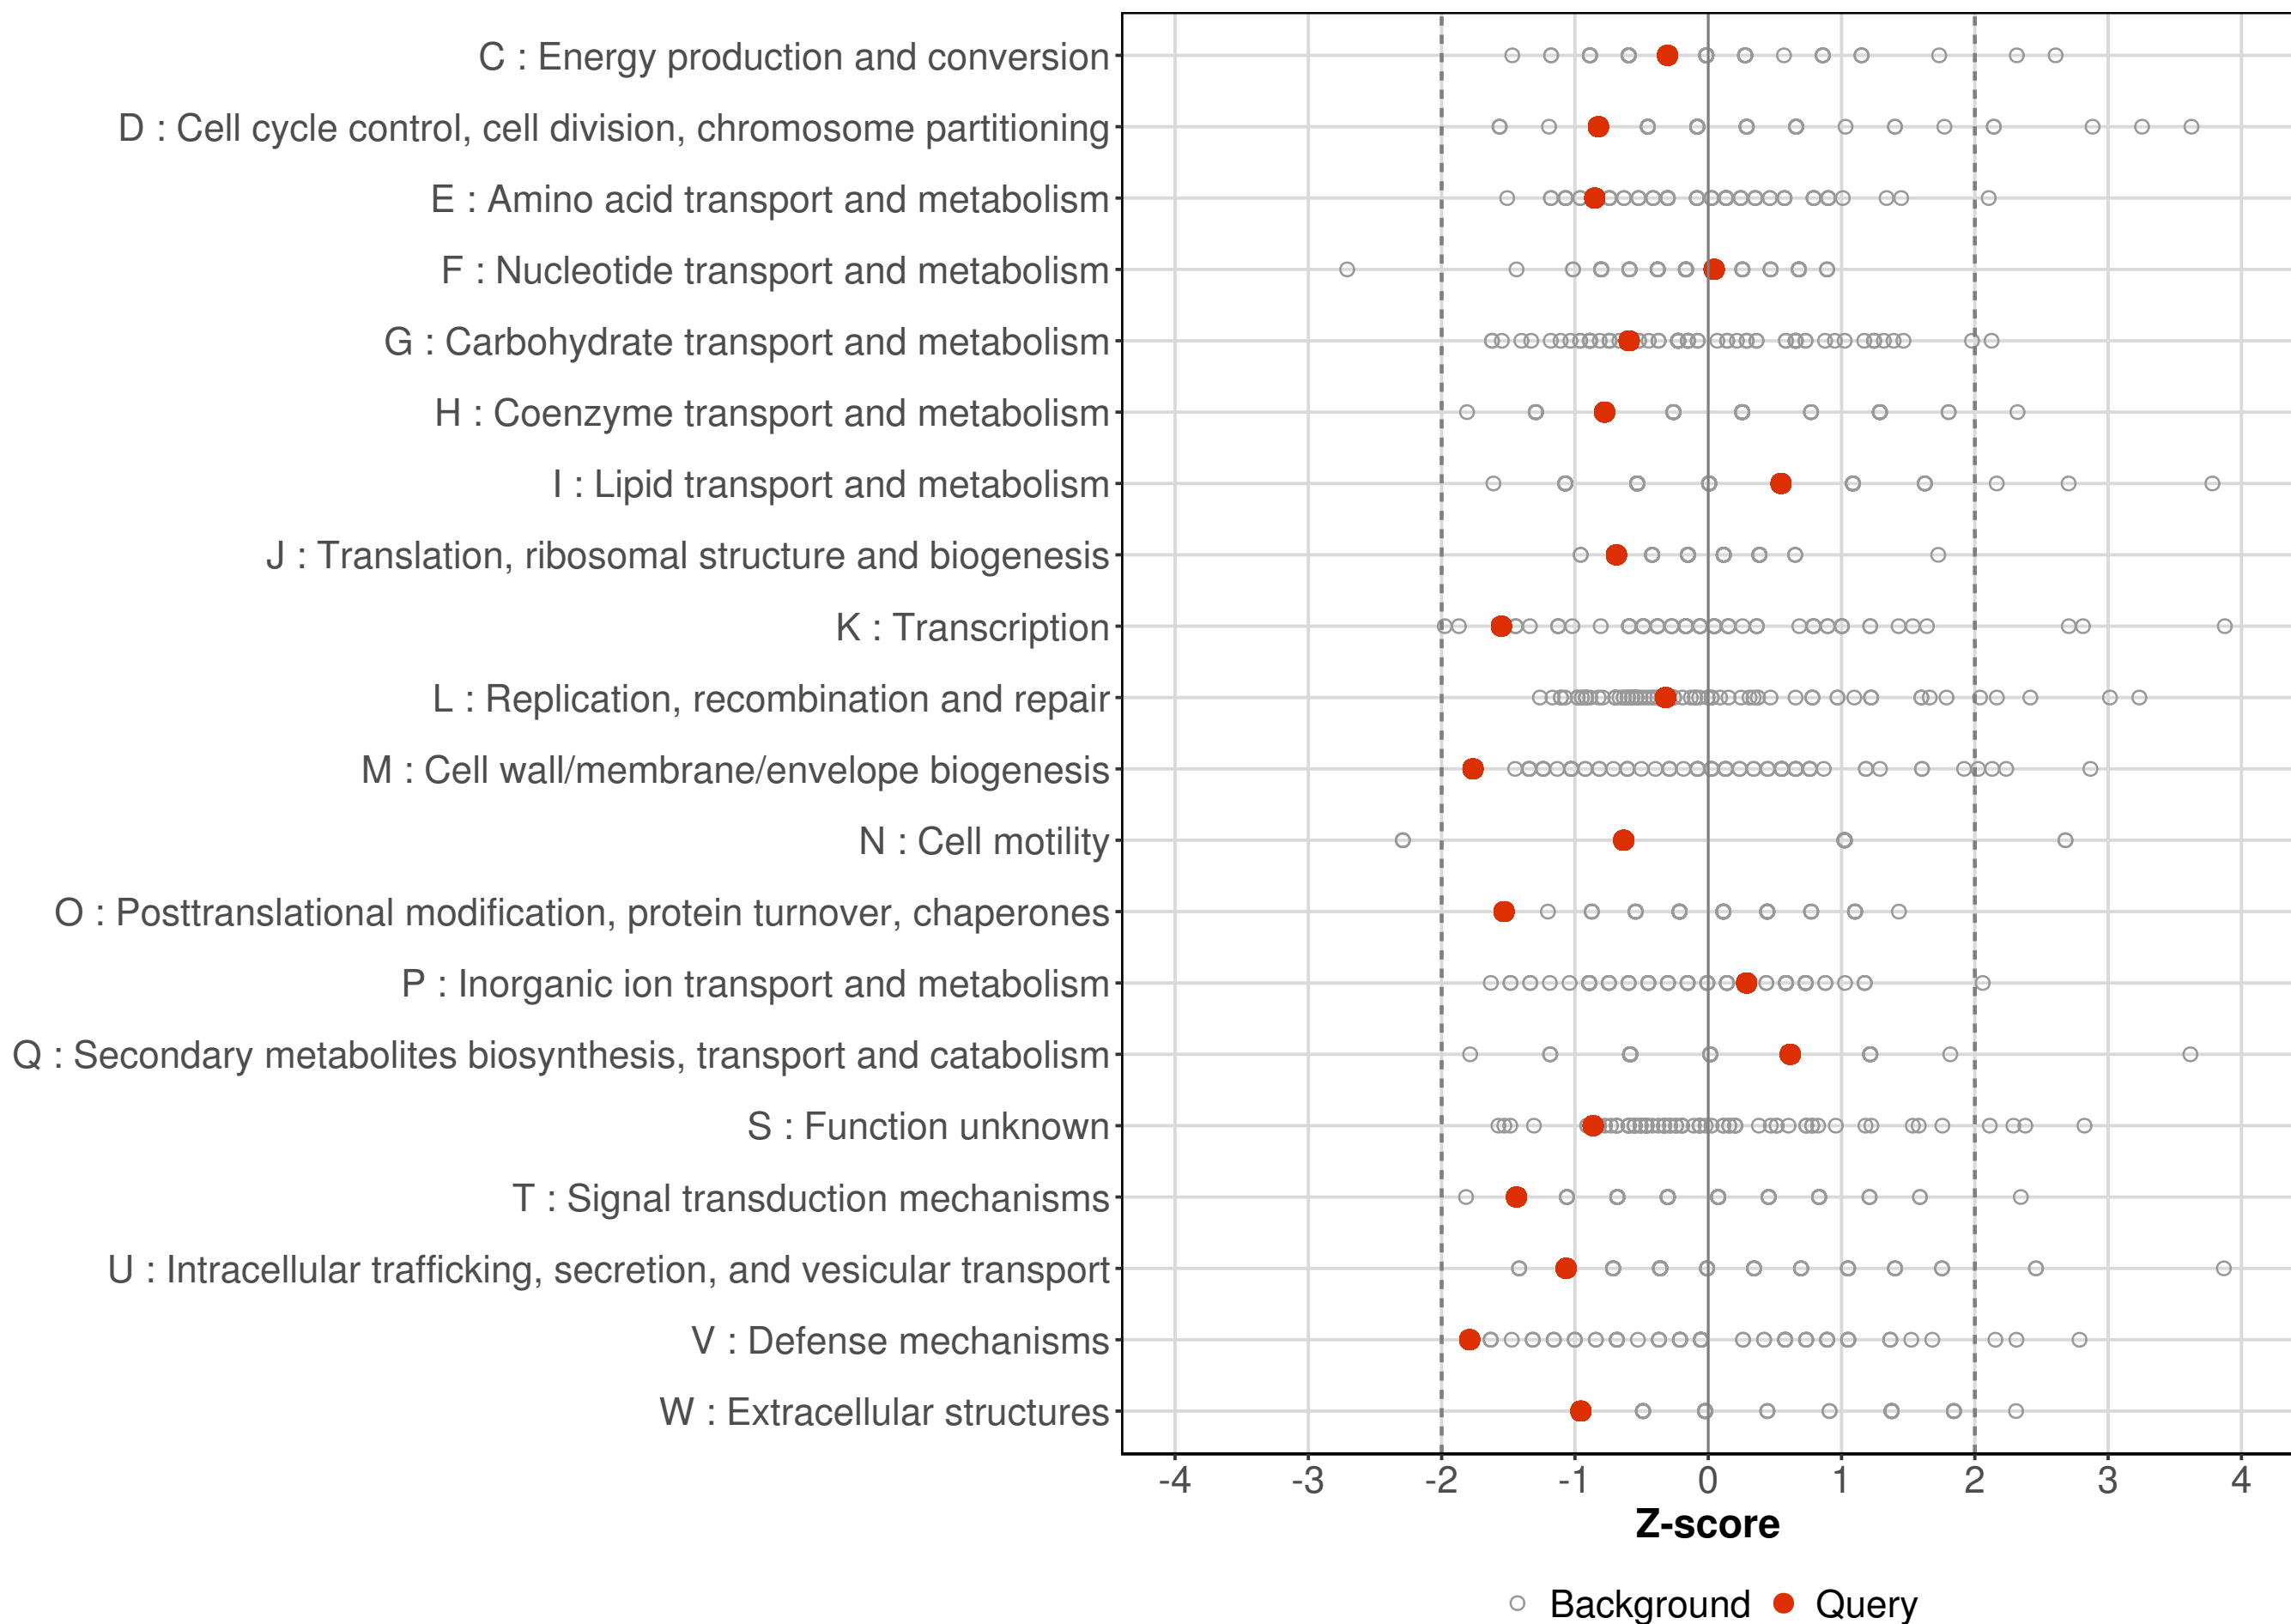 C : Energy production and conversion
D : Cell cycle control, cell division, chromosome partitioning
E : Amino acid transport and metabolism
F : Nucleotide transport and metabolism
G : Carbohydrate transport and metabolism
H : Coenzyme transport and metabolism
I : Lipid transport and metabolism
J : Translation, ribosomal structure and biogenesis
K : Transcription
L : Replication, recombination and repair
M : Cell wall/membrane/envelope biogenesis
N : Cell motility
O : Posttranslational modification, protein turnover, chaperones
P : Inorganic ion transport and metabolism
Q : Secondary metabolites biosynthesis, transport and catabolism
S : Function unknown
T : Signal transduction mechanisms
U : Intracellular trafficking, secretion, and vesicular transport
V : Defense mechanisms
W : Extracellular structures
-4 -3 -2 -1 0 1 2 3 4
Z-score
Background Query